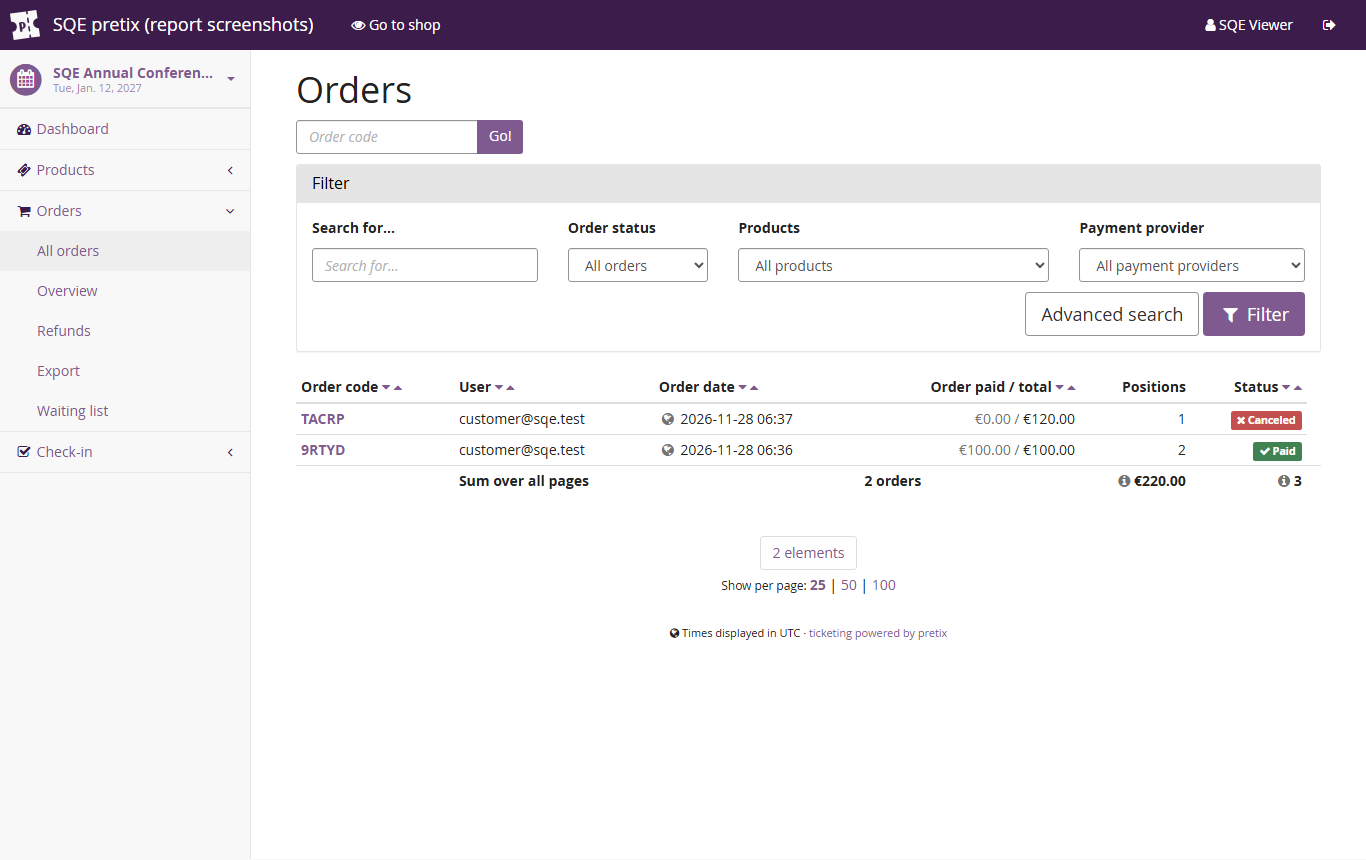 SQE pretix (report screenshots) Go to shop SQE Viewer
SQE Annual Conferen...
Tue, Jan. 12, 2027
Dashboard
Products
Orders
All orders
Overview
Refunds
Export
Waiting list
Check-in
Orders
Order code Go!
Filter
Search for... Order status Products Payment provider
Search for... All orders All products All payment providers
Advanced search Filter
Order code User Order date Order paid / total Positions Status
TACRP customer@sqe.test 2026-11-28 06:37 €0.00 / €120.00 1 Canceled
9RTYD customer@sqe.test 2026-11-28 06:36 €100.00 / €100.00 2 Paid
Sum over all pages 2 orders €220.00 3
2 elements
Show per page: 25 | 50 | 100
Times displayed in UTC · ticketing powered by pretix